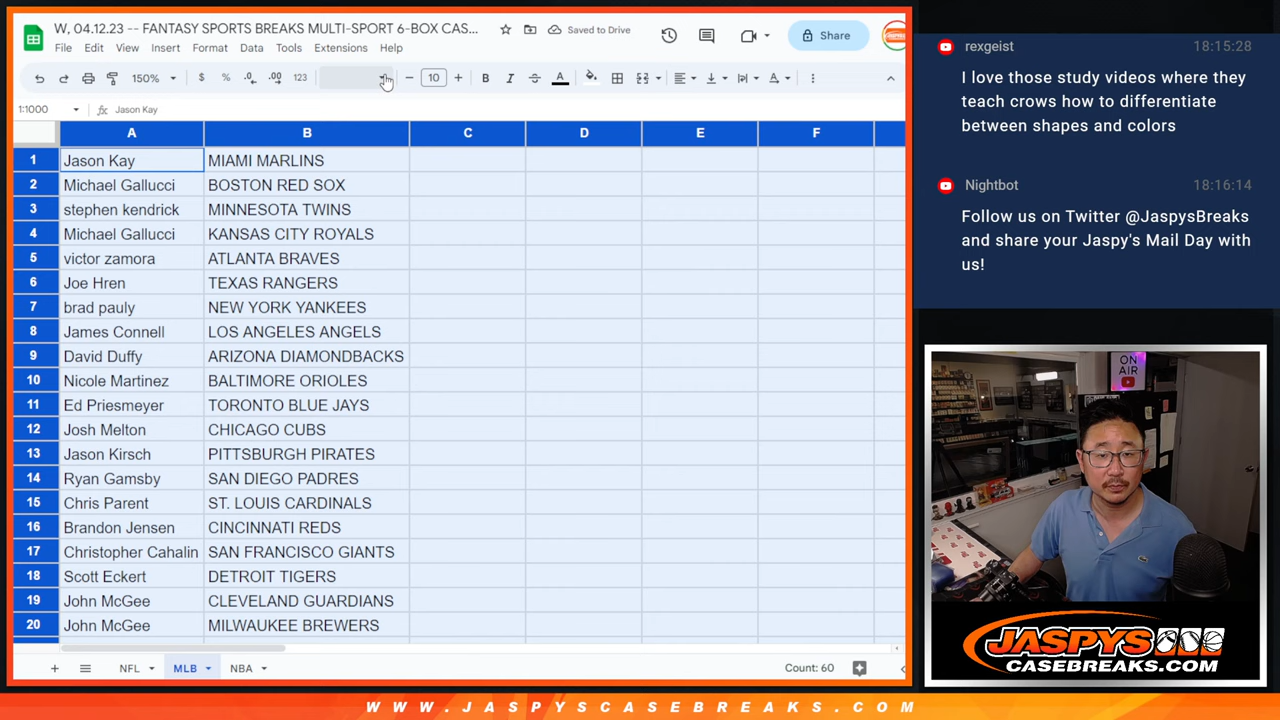 W, 04.12.23 -- FANTASY SPORTS BREAKS MULTI-SPORT 6-BOX CAS...
Saved to Drive
Share
File Edit View Insert Format Data Tools Extensions Help
150% $ % .0 .00 123 10 B I A
1:1000 fx Jason Kay
A B C D E F
1 Jason Kay MIAMI MARLINS
2 Michael Gallucci BOSTON RED SOX
3 stephen kendrick MINNESOTA TWINS
4 Michael Gallucci KANSAS CITY ROYALS
5 victor zamora ATLANTA BRAVES
6 Joe Hren TEXAS RANGERS
7 brad pauly NEW YORK YANKEES
8 James Connell LOS ANGELES ANGELS
9 David Duffy ARIZONA DIAMONDBACKS
10 Nicole Martinez BALTIMORE ORIOLES
11 Ed Priesmeyer TORONTO BLUE JAYS
12 Josh Melton CHICAGO CUBS
13 Jason Kirsch PITTSBURGH PIRATES
14 Ryan Gamsby SAN DIEGO PADRES
15 Chris Parent ST. LOUIS CARDINALS
16 Brandon Jensen CINCINNATI REDS
17 Christopher Cahalin SAN FRANCISCO GIANTS
18 Scott Eckert DETROIT TIGERS
19 John McGee CLEVELAND GUARDIANS
20 John McGee MILWAUKEE BREWERS
NFL MLB NBA Count: 60
rexgeist 18:15:28
I love those study videos where they
teach crows how to differentiate
between shapes and colors
Nightbot 18:16:14
Follow us on Twitter @JaspysBreaks
and share your Jaspy's Mail Day with
us!
ON
AIR
JASPYS
CASEBREAKS.COM
WWW.JASPYSCASEBREAKS.COM